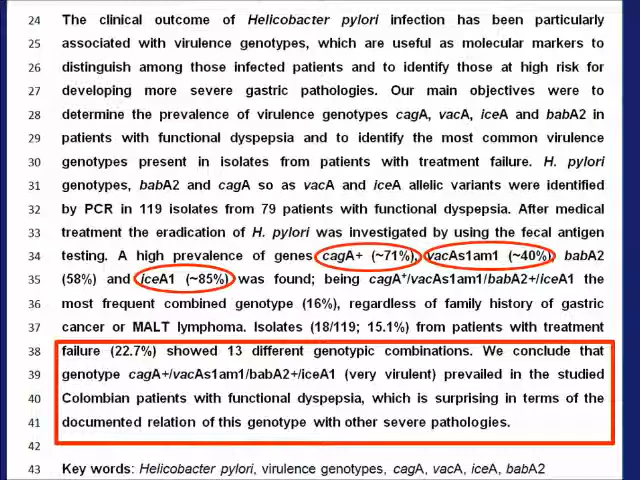 24 The clinical outcome of Helicobacter pylori infection has been particularly
25 associated with virulence genotypes, which are useful as molecular markers to
26 distinguish among those infected patients and to identify those at high risk for
27 developing more severe gastric pathologies. Our main objectives were to
28 determine the prevalence of virulence genotypes cagA, vacA, iceA and babA2 in
29 patients with functional dyspepsia and to identify the most common virulence
30 genotypes present in isolates from patients with treatment failure. H. pylori
31 genotypes, babA2 and cagA so as vacA and iceA allelic variants were identified
32 by PCR in 119 isolates from 79 patients with functional dyspepsia. After medical
33 treatment the eradication of H. pylori was investigated by using the fecal antigen
34 testing. A high prevalence of genes cagA+ (~71%), vacAs1am1 (~40%), babA2
35 (58%) and iceA1 (~85%) was found; being cagA+/vacAs1am1/babA2+/iceA1 the
36 most frequent combined genotype (16%), regardless of family history of gastric
37 cancer or MALT lymphoma. Isolates (18/119; 15.1%) from patients with treatment
38 failure (22.7%) showed 13 different genotypic combinations. We conclude that
39 genotype cagA+/vacAs1am1/babA2+/iceA1 (very virulent) prevailed in the studied
40 Colombian patients with functional dyspepsia, which is surprising in terms of the
41 documented relation of this genotype with other severe pathologies.
42
43 Key words: Helicobacter pylori, virulence genotypes, cagA, vacA, iceA, babA2